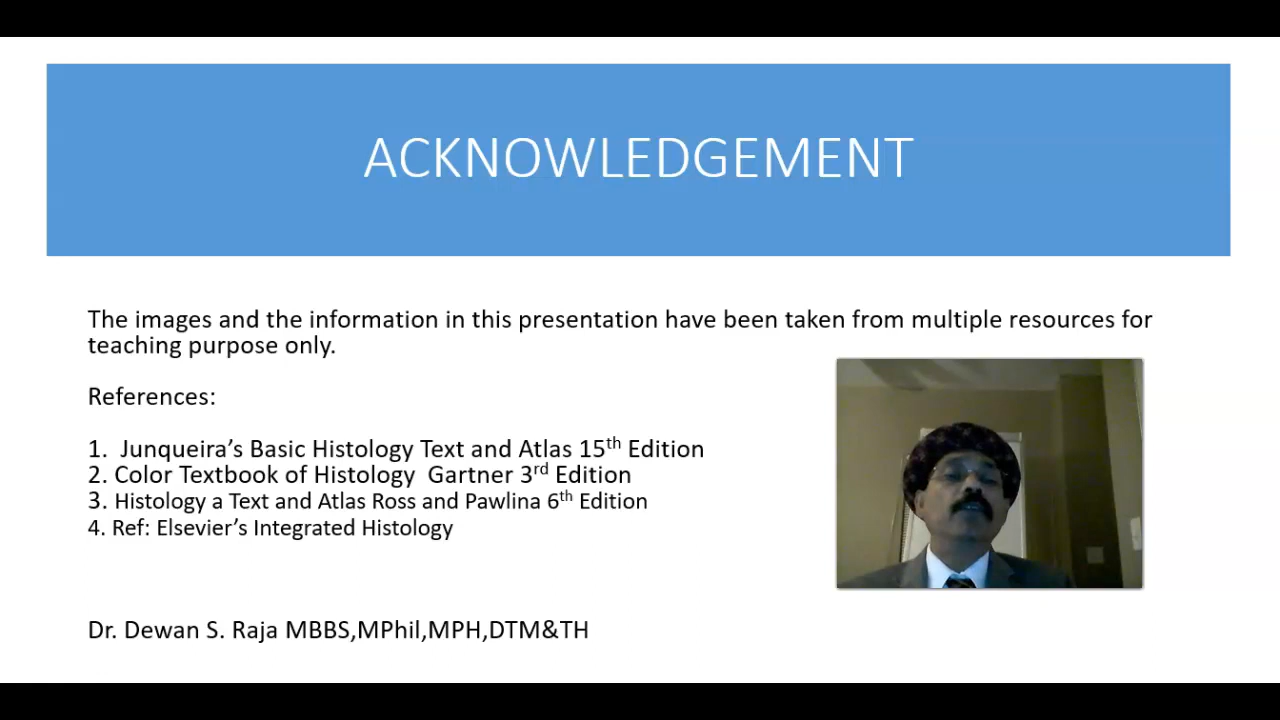 ACKNOWLEDGEMENT
The images and the information in this presentation have been taken from multiple resources for
teaching purpose only.
References:
1. Junqueira’s Basic Histology Text and Atlas 15th Edition
2. Color Textbook of Histology Gartner 3rd Edition
3. Histology a Text and Atlas Ross and Pawlina 6th Edition
4. Ref: Elsevier’s Integrated Histology
Dr. Dewan S. Raja MBBS,MPhil,MPH,DTM&TH